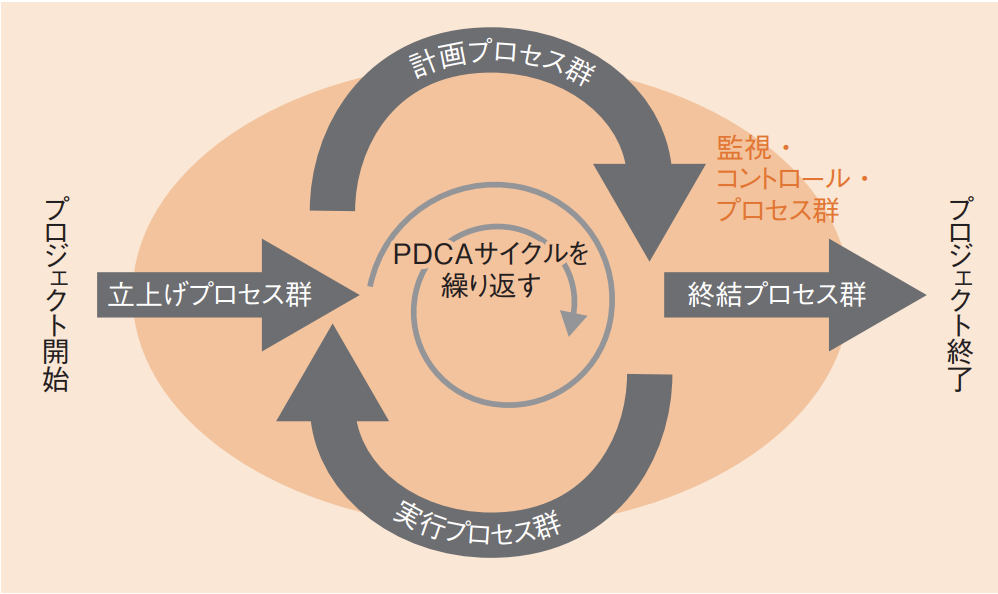 計画プロセス群
監視・
コントロール・
プロセス群
プロジェクト開始
立上げプロセス群
PDCAサイクルを
繰り返す
終結プロセス群
プロジェクト終了
実行プロセス群